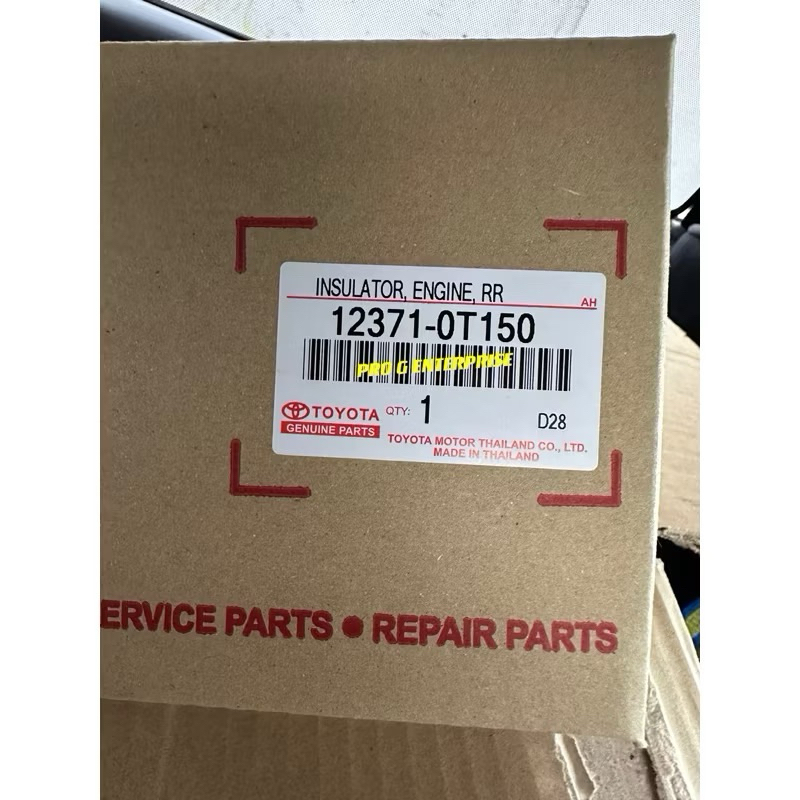 INSULATOR, ENGINE, RR
AH
12371-0T150
PRO G ENTERPRISE
TOYOTA
GENUINE PARTS
QTY: 1
D28
TOYOTA MOTOR THAILAND CO., LTD.
MADE IN THAILAND
ERVICE PARTS ● REPAIR PARTS